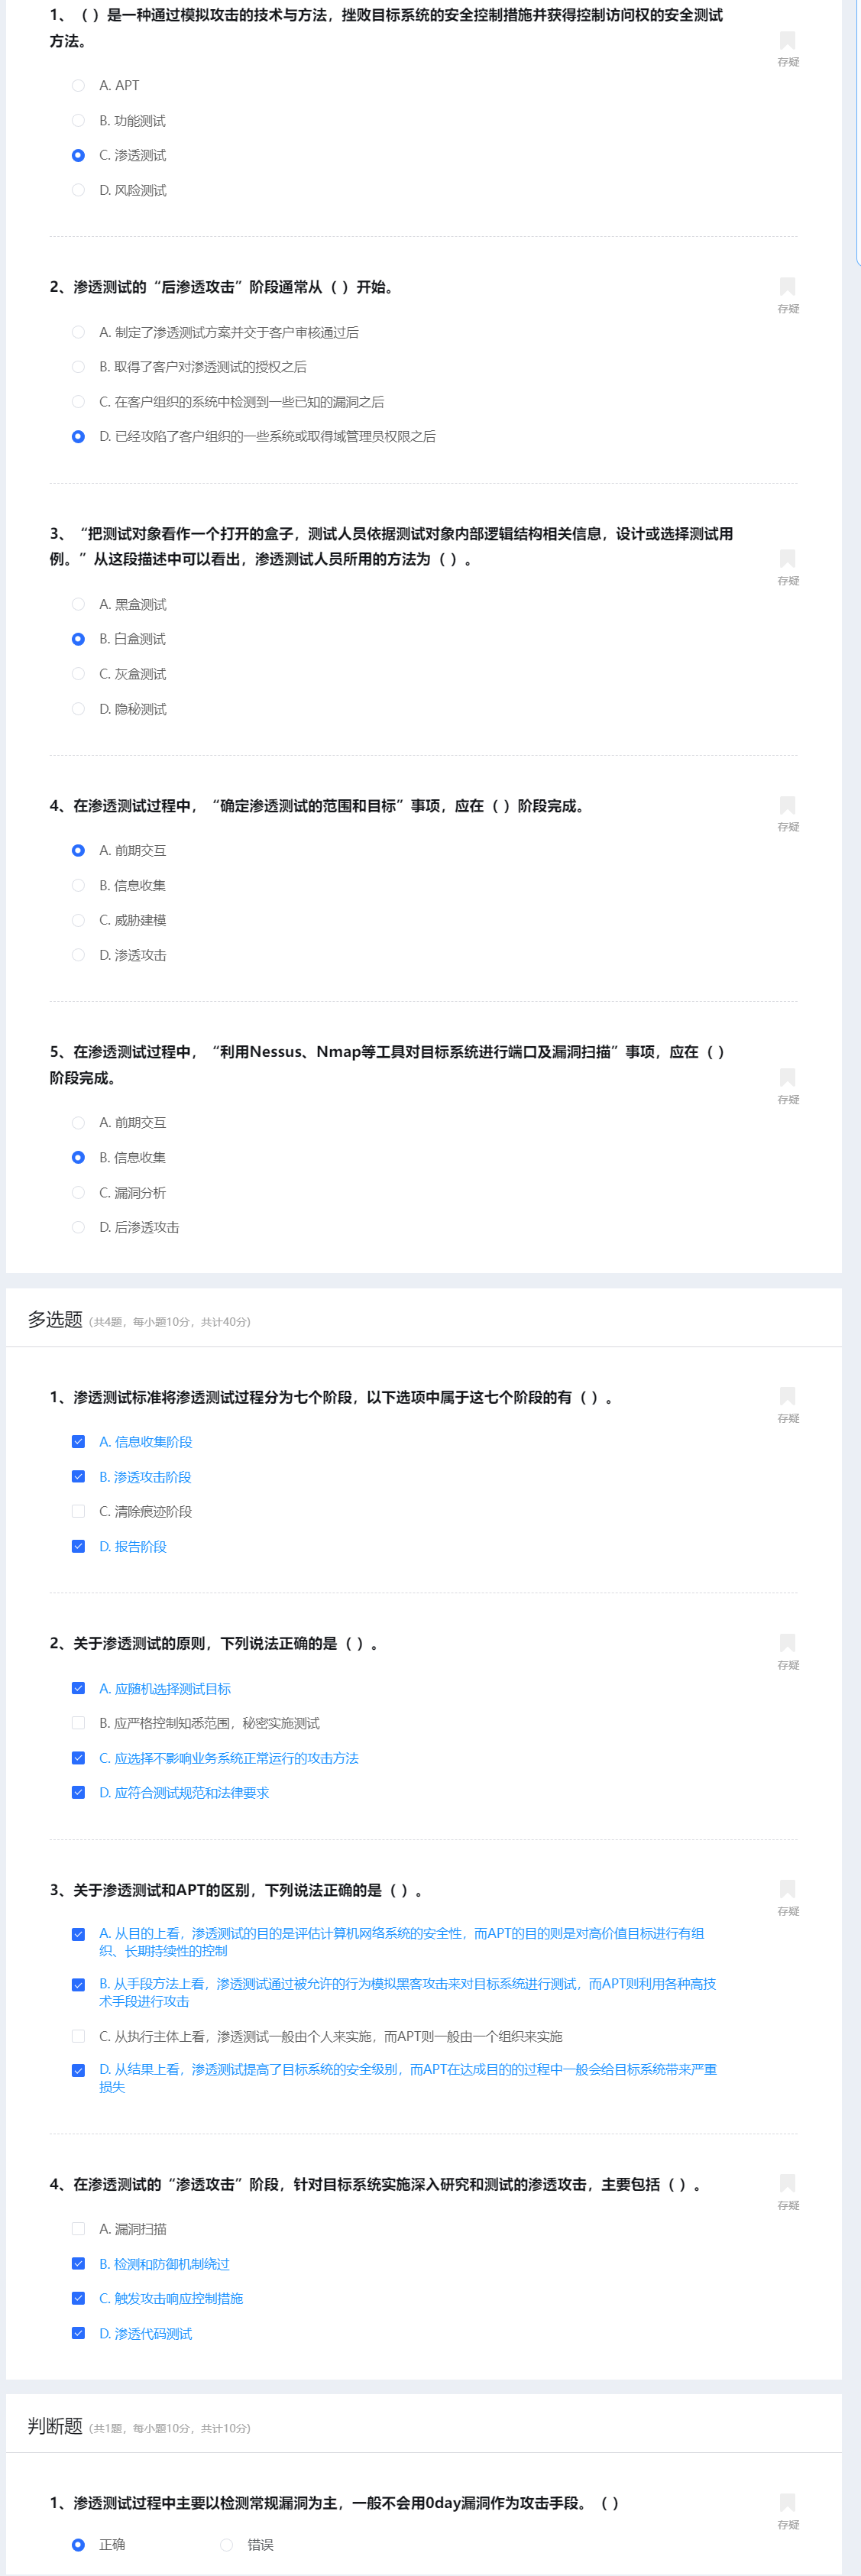 1、（ ）是一种通过模拟攻击的技术与方法，挫败目标系统的安全控制措施并获得控制访问权的安全测试
方法。
存疑
A. APT
B. 功能测试
C. 渗透测试
D. 风险测试
2、渗透测试的“后渗透攻击”阶段通常从（ ）开始。
存疑
A. 制定了渗透测试方案并交于客户审核通过后
B. 取得了客户对渗透测试的授权之后
C. 在客户组织的系统中检测到一些已知的漏洞之后
D. 已经攻陷了客户组织的一些系统或取得域管理员权限之后
3、“把测试对象看作一个打开的盒子，测试人员依据测试对象内部逻辑结构相关信息，设计或选择测试用
例。”从这段描述中可以看出，渗透测试人员所用的方法为（ ）。
存疑
A. 黑盒测试
B. 白盒测试
C. 灰盒测试
D. 隐秘测试
4、在渗透测试过程中，“确定渗透测试的范围和目标”事项，应在（ ）阶段完成。
存疑
A. 前期交互
B. 信息收集
C. 威胁建模
D. 渗透攻击
5、在渗透测试过程中，“利用Nessus、Nmap等工具对目标系统进行端口及漏洞扫描”事项，应在（ ）
阶段完成。
存疑
A. 前期交互
B. 信息收集
C. 漏洞分析
D. 后渗透攻击
多选题（共4题，每小题10分，共计40分）
1、渗透测试标准将渗透测试过程分为七个阶段，以下选项中属于这七个阶段的有（ ）。
存疑
A. 信息收集阶段
B. 渗透攻击阶段
C. 清除痕迹阶段
D. 报告阶段
2、关于渗透测试的原则，下列说法正确的是（ ）。
存疑
A. 应随机选择测试目标
B. 应严格控制知悉范围，秘密实施测试
C. 应选择不影响业务系统正常运行的攻击方法
D. 应符合测试规范和法律要求
3、关于渗透测试和APT的区别，下列说法正确的是（ ）。
存疑
A. 从目的上看，渗透测试的目的是评估计算机网络系统的安全性，而APT的目的则是对高价值目标进行有组
织、长期持续性的控制
B. 从手段方法上看，渗透测试通过被允许的行为模拟黑客攻击来对目标系统进行测试，而APT则利用各种高技
术手段进行攻击
C. 从执行主体上看，渗透测试一般由个人来实施，而APT则一般由一个组织来实施
D. 从结果上看，渗透测试提高了目标系统的安全级别，而APT在达成目的的过程中一般会给目标系统带来严重
损失
4、在渗透测试的“渗透攻击”阶段，针对目标系统实施深入研究和测试的渗透攻击，主要包括（ ）。
存疑
A. 漏洞扫描
B. 检测和防御机制绕过
C. 触发攻击响应控制措施
D. 渗透代码测试
判断题（共1题，每小题10分，共计10分）
1、渗透测试过程中主要以检测常规漏洞为主，一般不会用0day漏洞作为攻击手段。（ ）
存疑
正确 错误